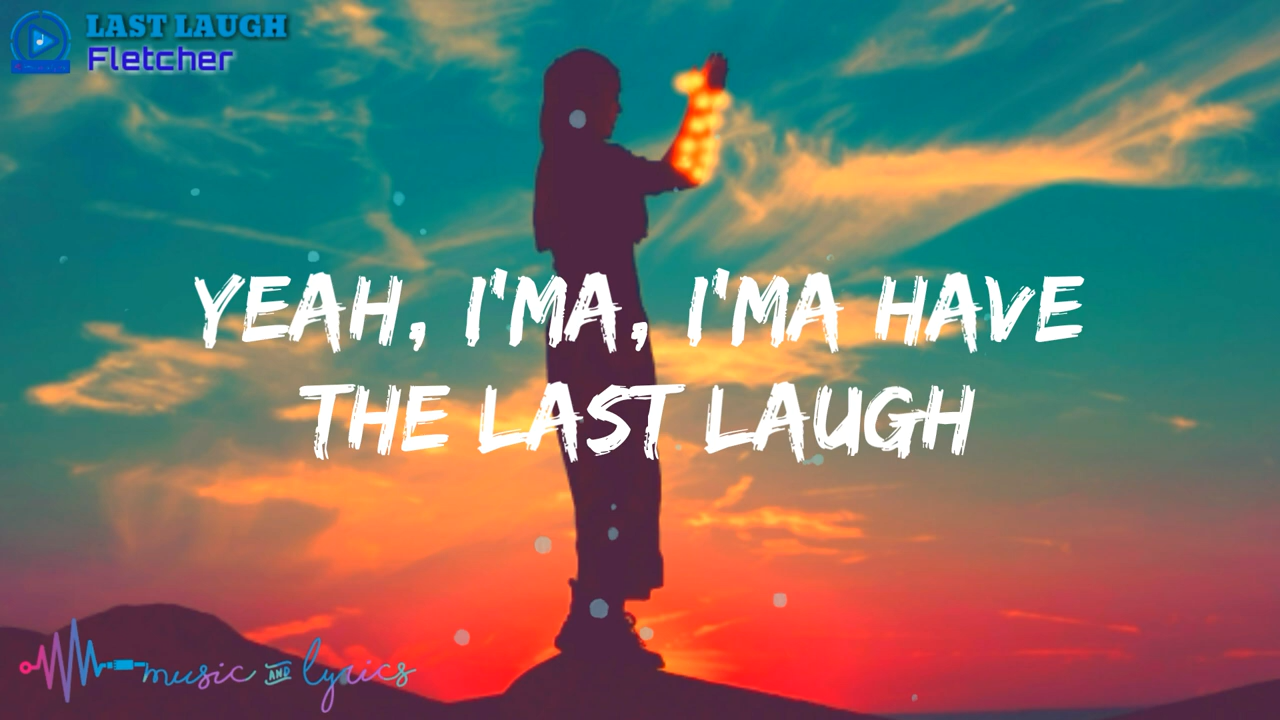 LAST LAUGH
Fletcher
YEAH, I'MA, I'MA HAVE
THE LAST LAUGH
music AND lyrics